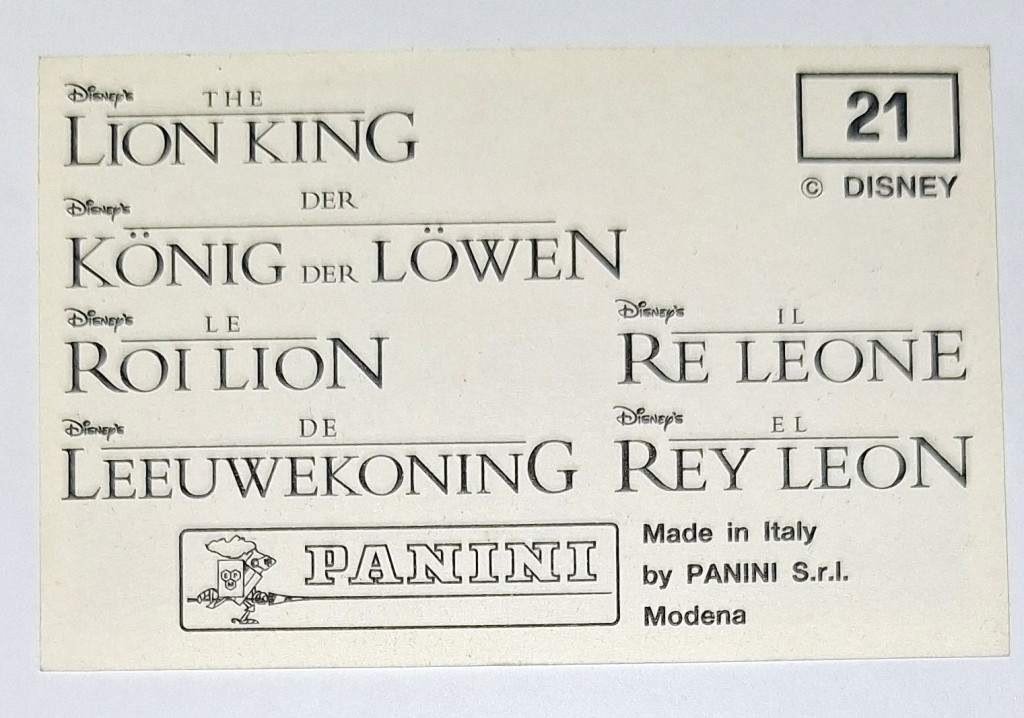 Disney's THE
LION KING
21
© DISNEY
Disney's DER
KÖNIG DER LÖWEN
Disney's LE
ROI LION
Disney's IL
RE LEONE
Disney's DE
LEEUWEKONING
Disney's EL
REY LEON
PANINI
Made in Italy
by PANINI S.r.l.
Modena